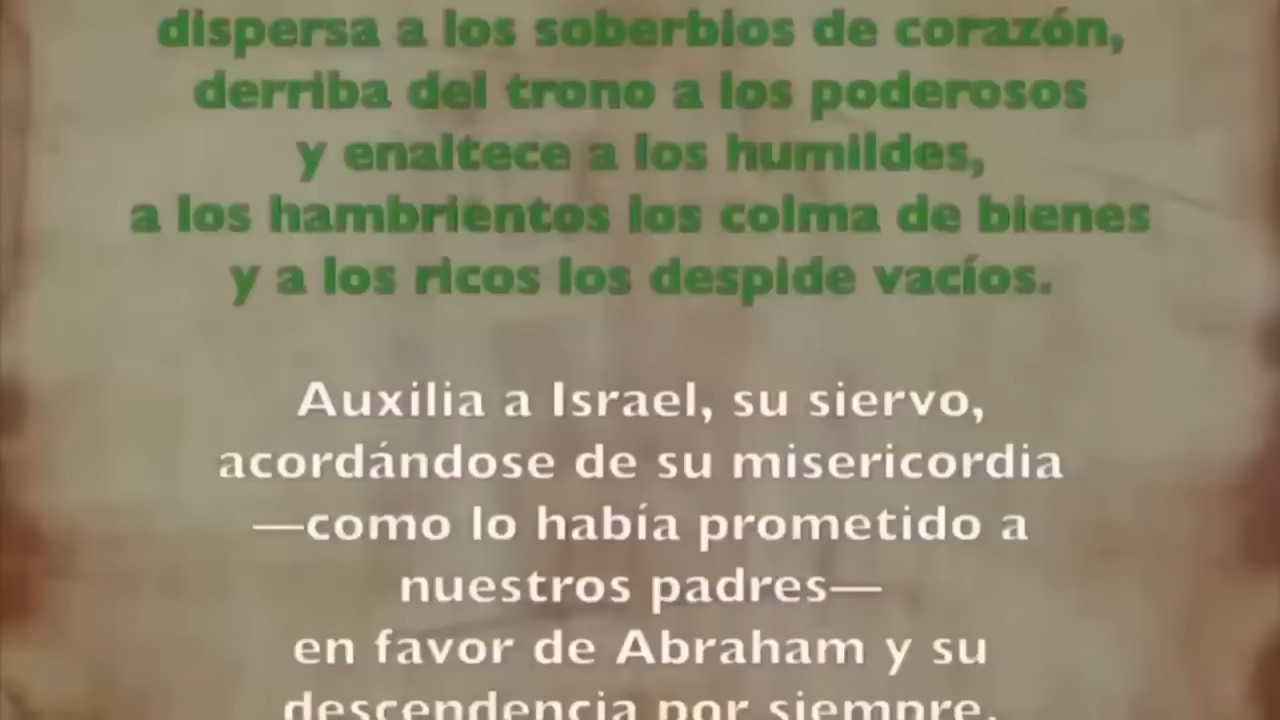 dispersa a los soberbios de corazón,
derriba del trono a los poderosos
y enaltece a los humildes,
a los hambrientos los colma de bienes
y a los ricos los despide vacíos.
Auxilia a Israel, su siervo,
acordándose de su misericordia
—como lo había prometido a
nuestros padres—
en favor de Abraham y su
descendencia por siempre.